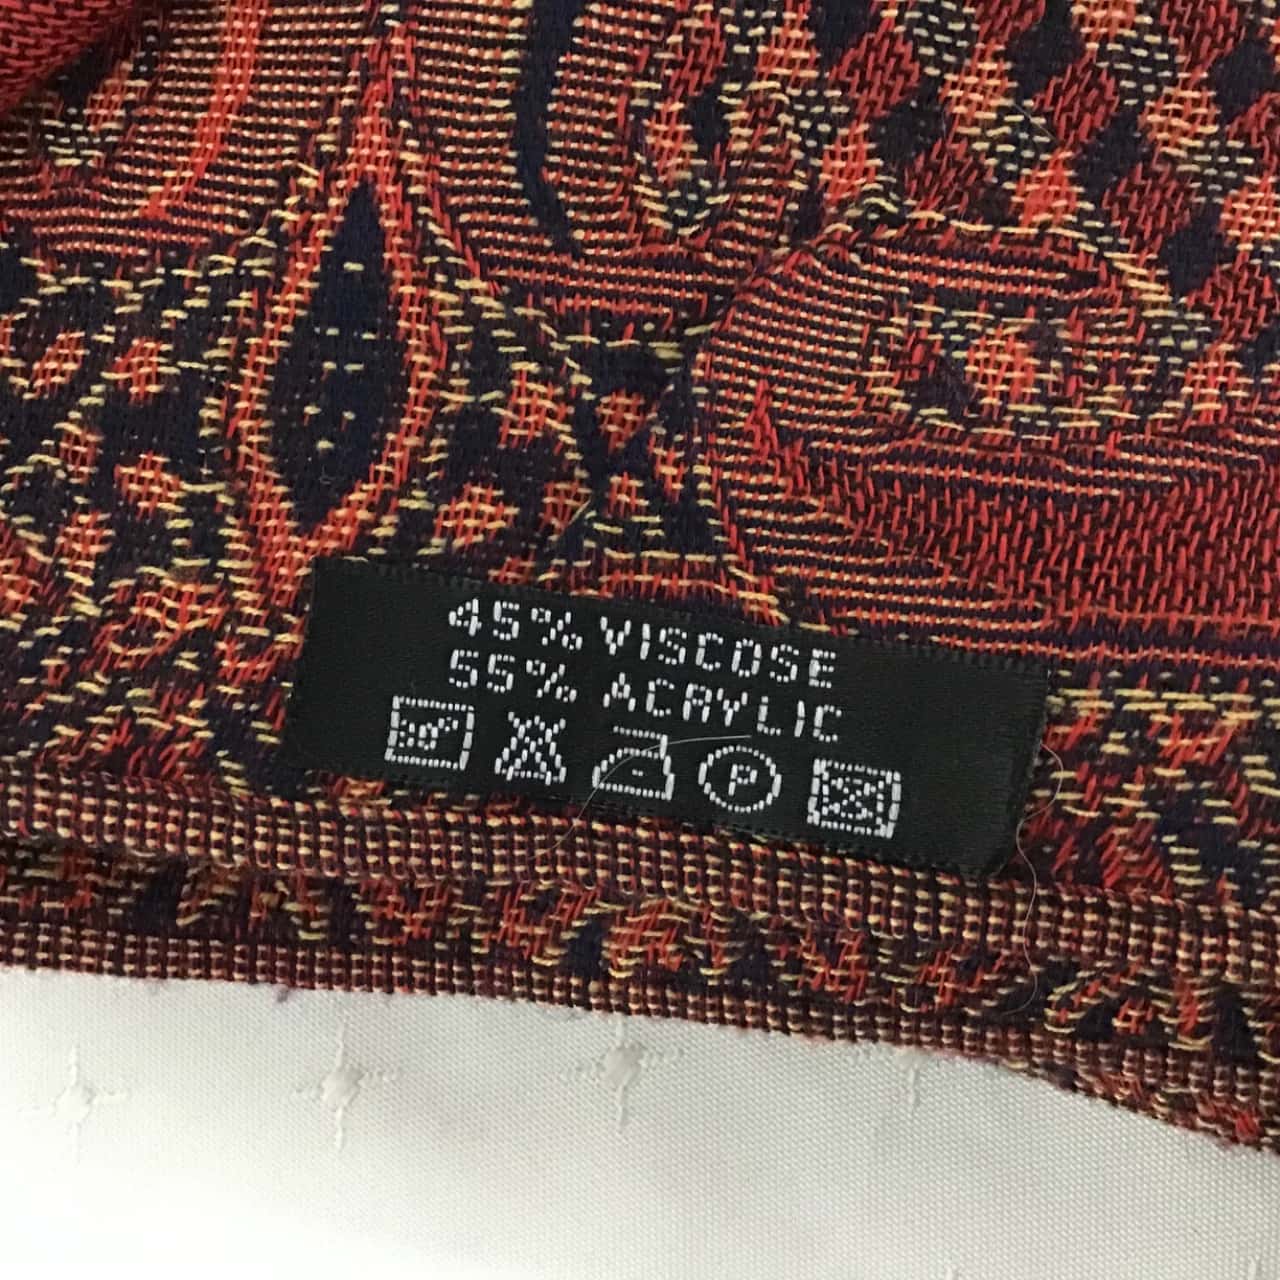 45% VISCOSE
55% ACRYLIC
P